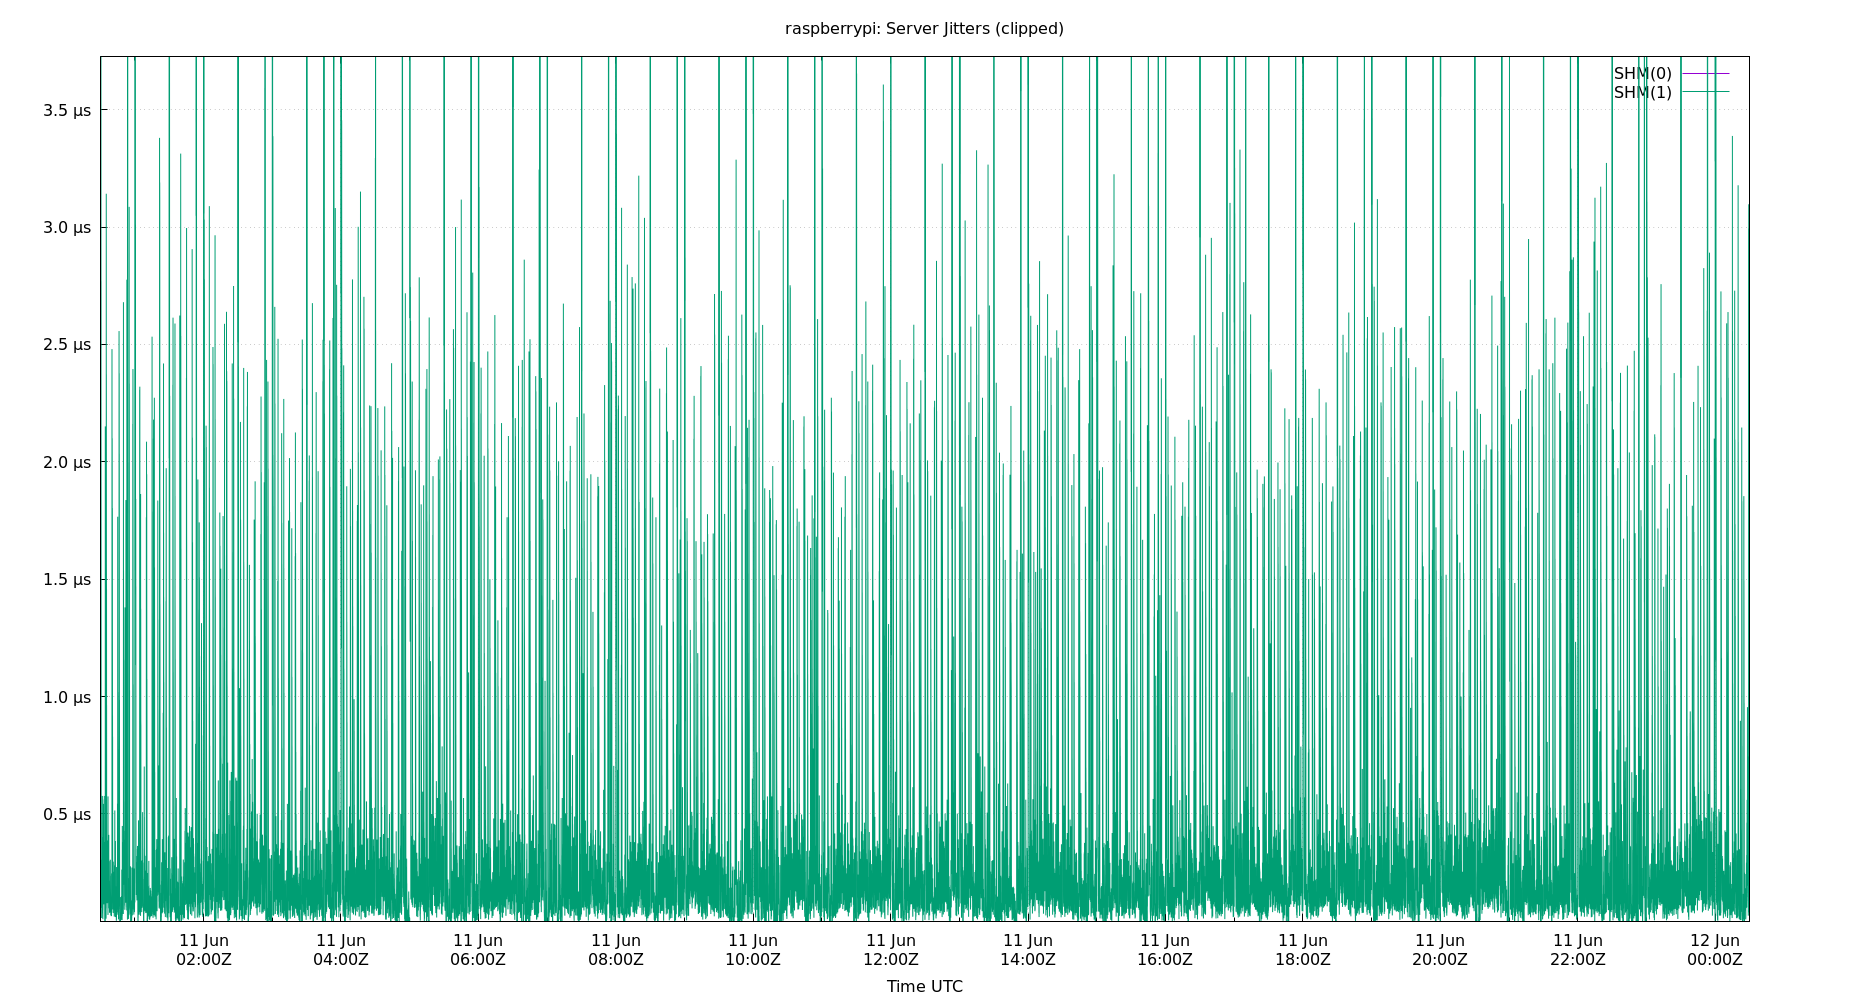 raspberrypi: Server Jitters (clipped)
SHM(0)
SHM(1)
3.5 µs
3.0 µs
2.5 µs
2.0 µs
1.5 µs
1.0 µs
0.5 µs
11 Jun 11 Jun 11 Jun 11 Jun 11 Jun 11 Jun 11 Jun 11 Jun 11 Jun 11 Jun 11 Jun 12 Jun
02:00Z 04:00Z 06:00Z 08:00Z 10:00Z 12:00Z 14:00Z 16:00Z 18:00Z 20:00Z 22:00Z 00:00Z
Time UTC